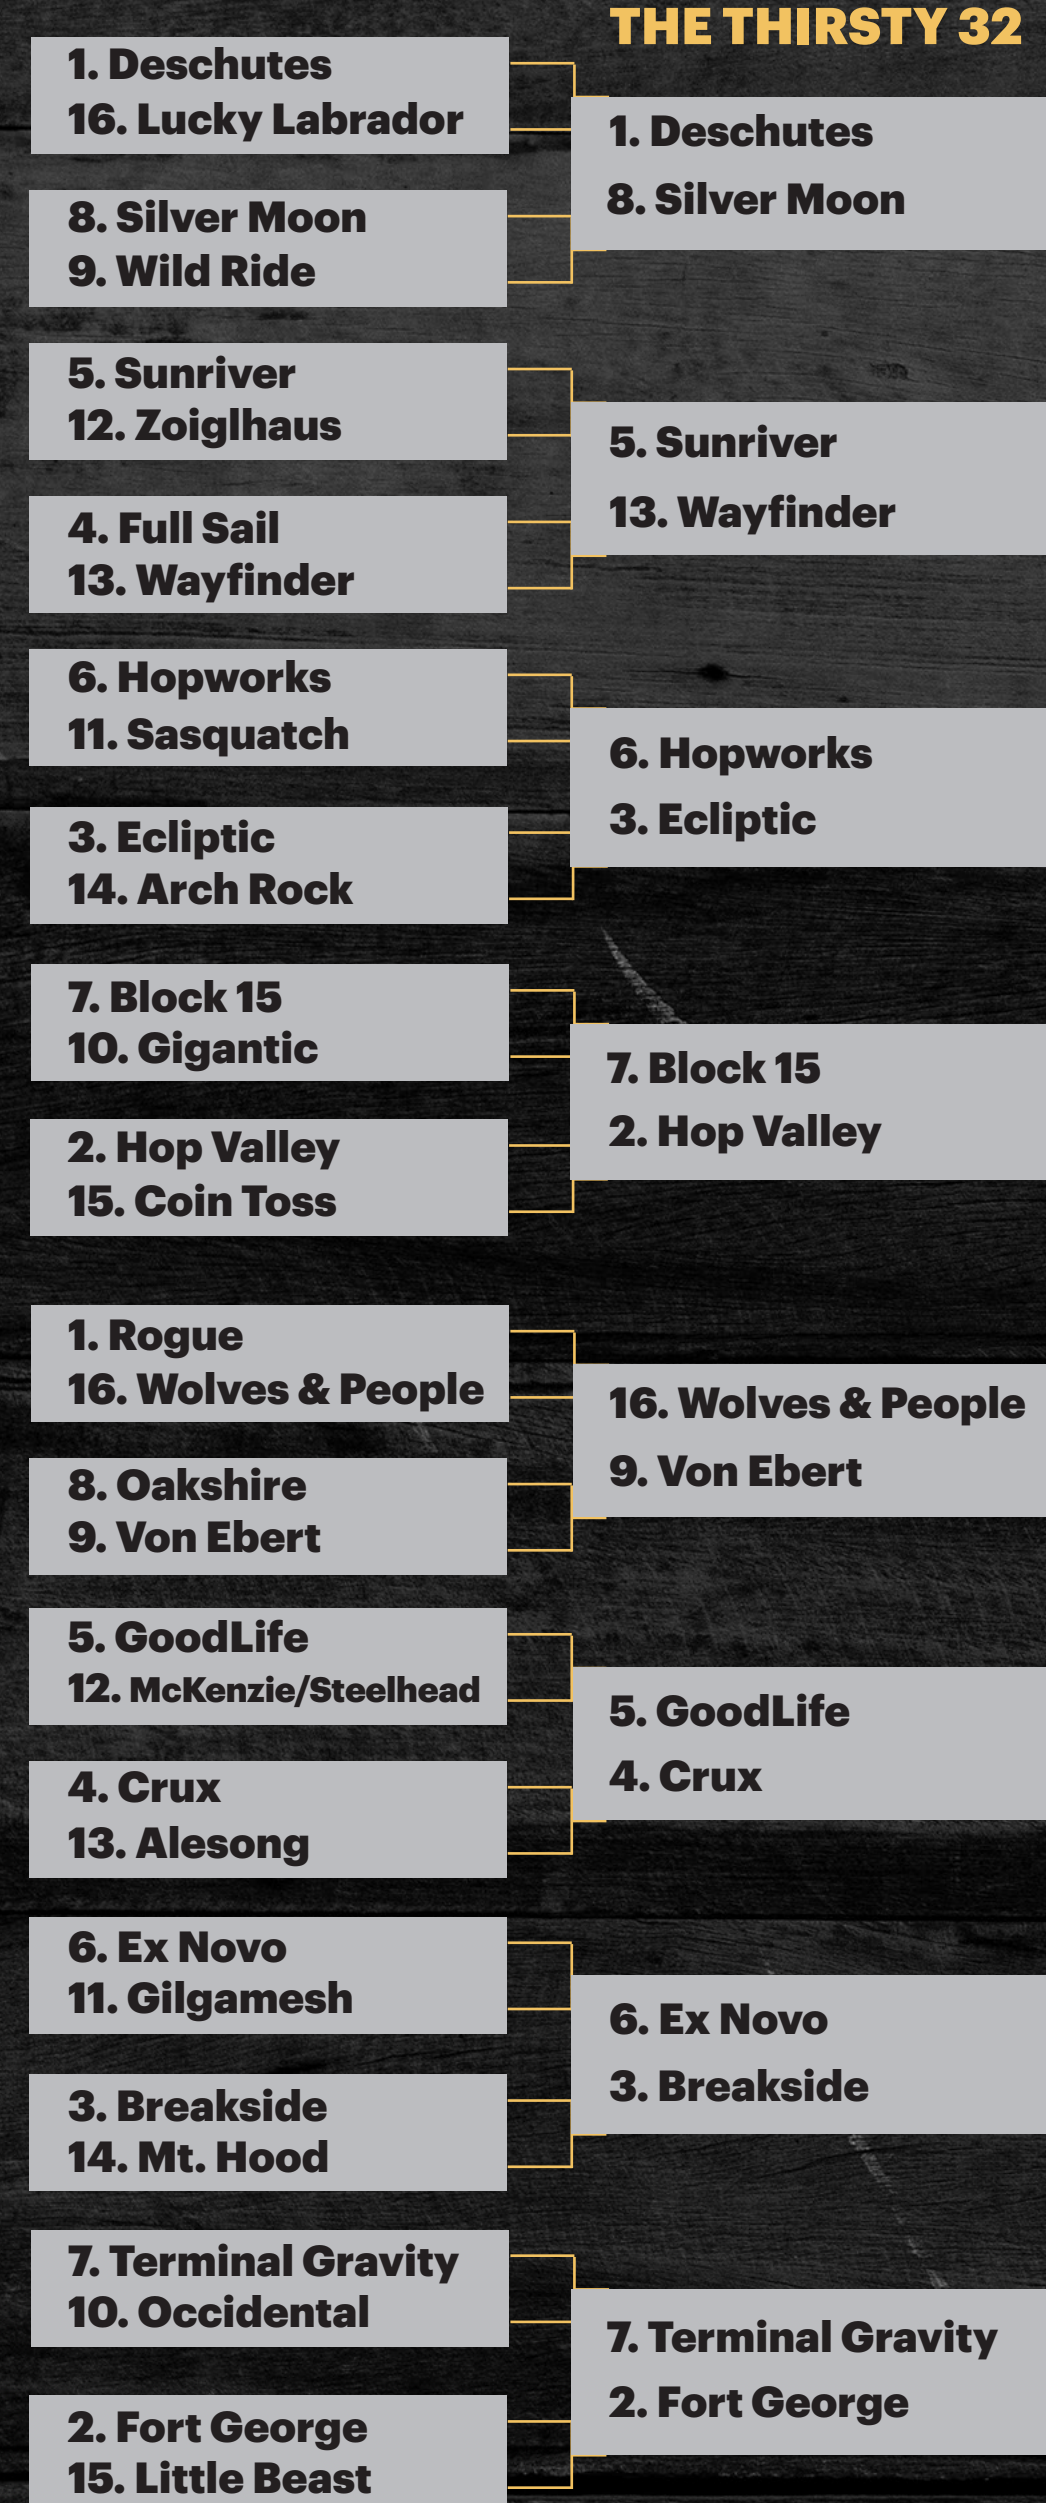 THE THIRSTY 32
1. Deschutes
16. Lucky Labrador
8. Silver Moon
9. Wild Ride
5. Sunriver
12. Zoiglhaus
4. Full Sail
13. Wayfinder
6. Hopworks
11. Sasquatch
3. Ecliptic
14. Arch Rock
7. Block 15
10. Gigantic
2. Hop Valley
15. Coin Toss
1. Rogue
16. Wolves & People
8. Oakshire
9. Von Ebert
5. GoodLife
12. McKenzie/Steelhead
4. Crux
13. Alesong
6. Ex Novo
11. Gilgamesh
3. Breakside
14. Mt. Hood
7. Terminal Gravity
10. Occidental
2. Fort George
15. Little Beast
1. Deschutes
8. Silver Moon
5. Sunriver
13. Wayfinder
6. Hopworks
3. Ecliptic
7. Block 15
2. Hop Valley
16. Wolves & People
9. Von Ebert
5. GoodLife
4. Crux
6. Ex Novo
3. Breakside
7. Terminal Gravity
2. Fort George